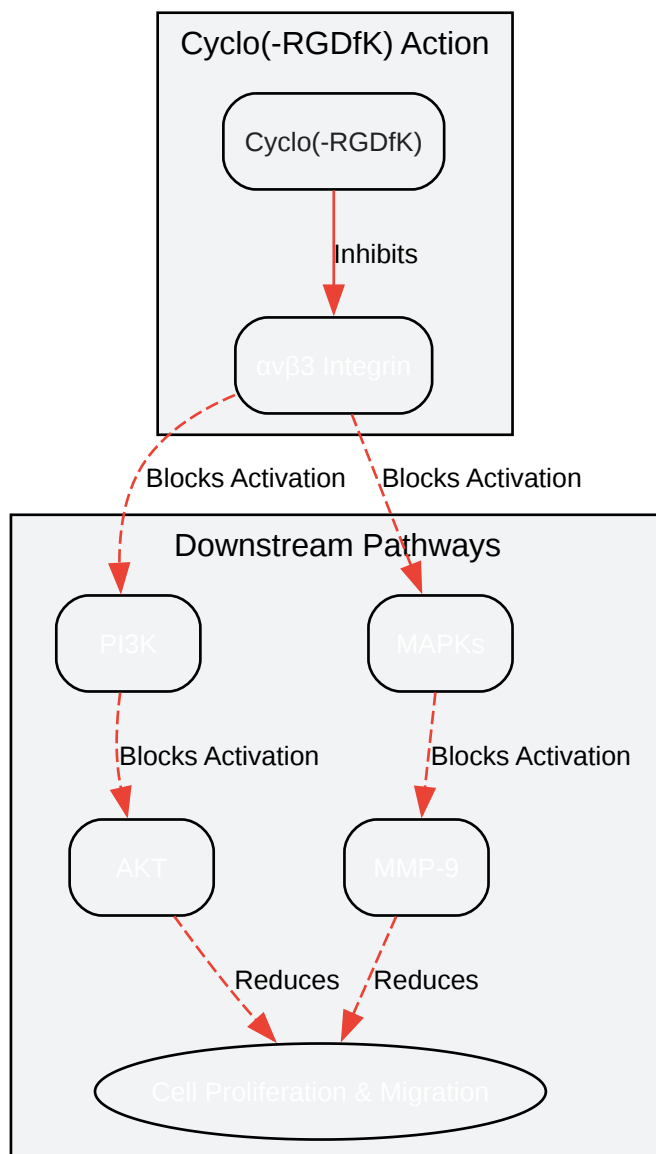 Cyclo(-RGDfK) Action
Cyclo(-RGDfK)
Inhibits
αvβ3 Integrin
Blocks Activation
Blocks Activation
Downstream Pathways
PI3K
MAPKs
Blocks Activation
Blocks Activation
AKT
MMP-9
Reduces
Reduces
Cell Proliferation & Migration